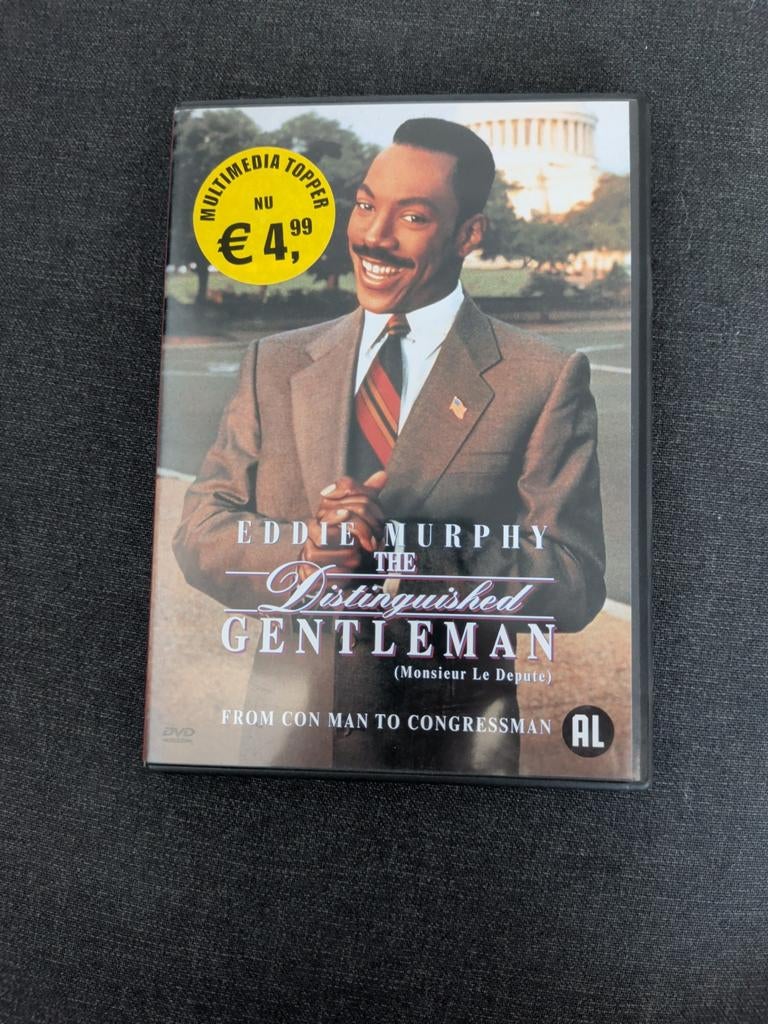 MULTIMEDIA TOPPER
NU
€ 4,99
EDDIE MURPHY
THE
Distinguished
GENTLEMAN
(Monsieur Le Depute)
FROM CON MAN TO CONGRESSMAN
AL
DVD